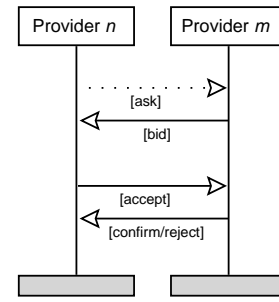 Provider n
Provider m
[ask]
[bid]
[accept]
[confirm/reject]